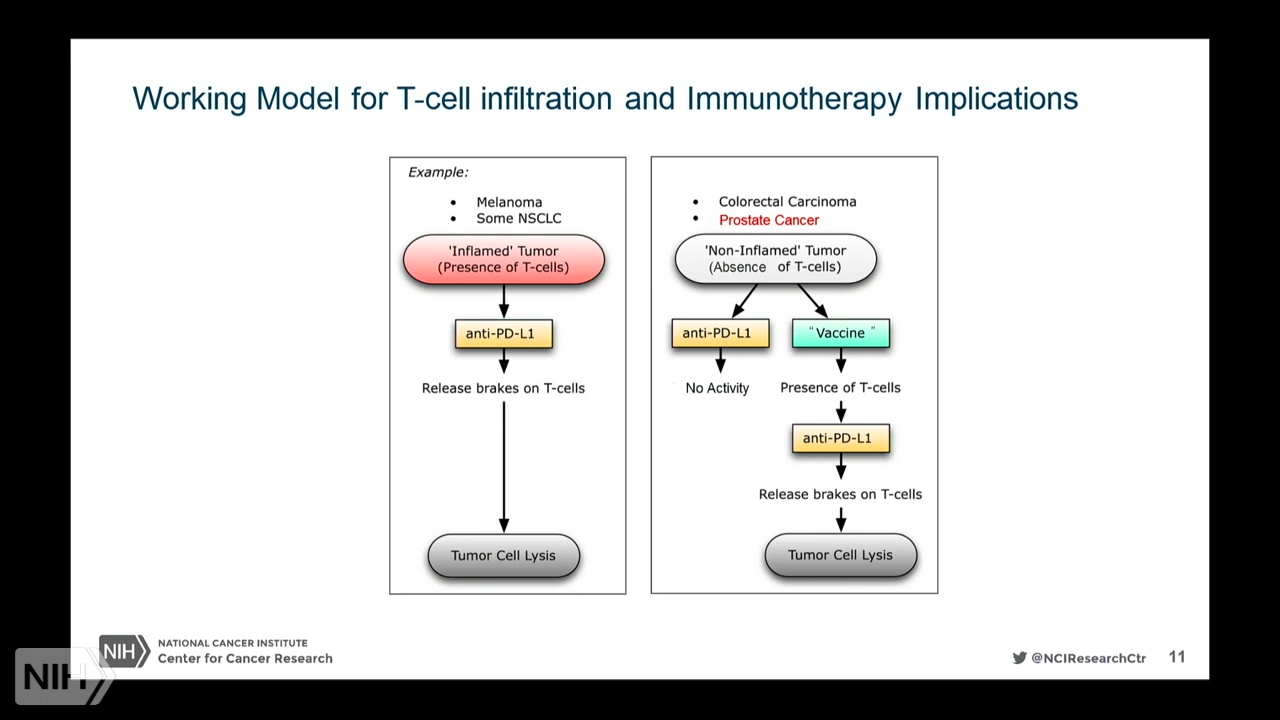 Working Model for T-cell infiltration and Immunotherapy Implications
Example:
• Melanoma
• Some NSCLC
'Inflamed' Tumor
(Presence of T-cells)
anti-PD-L1
Release brakes on T-cells
Tumor Cell Lysis
• Colorectal Carcinoma
• Prostate Cancer
'Non-Inflamed' Tumor
(Absence of T-cells)
anti-PD-L1
No Activity
"Vaccine"
Presence of T-cells
anti-PD-L1
Release brakes on T-cells
Tumor Cell Lysis
NIH
NATIONAL CANCER INSTITUTE
Center for Cancer Research
@NCIResearchCtr
11
NIH